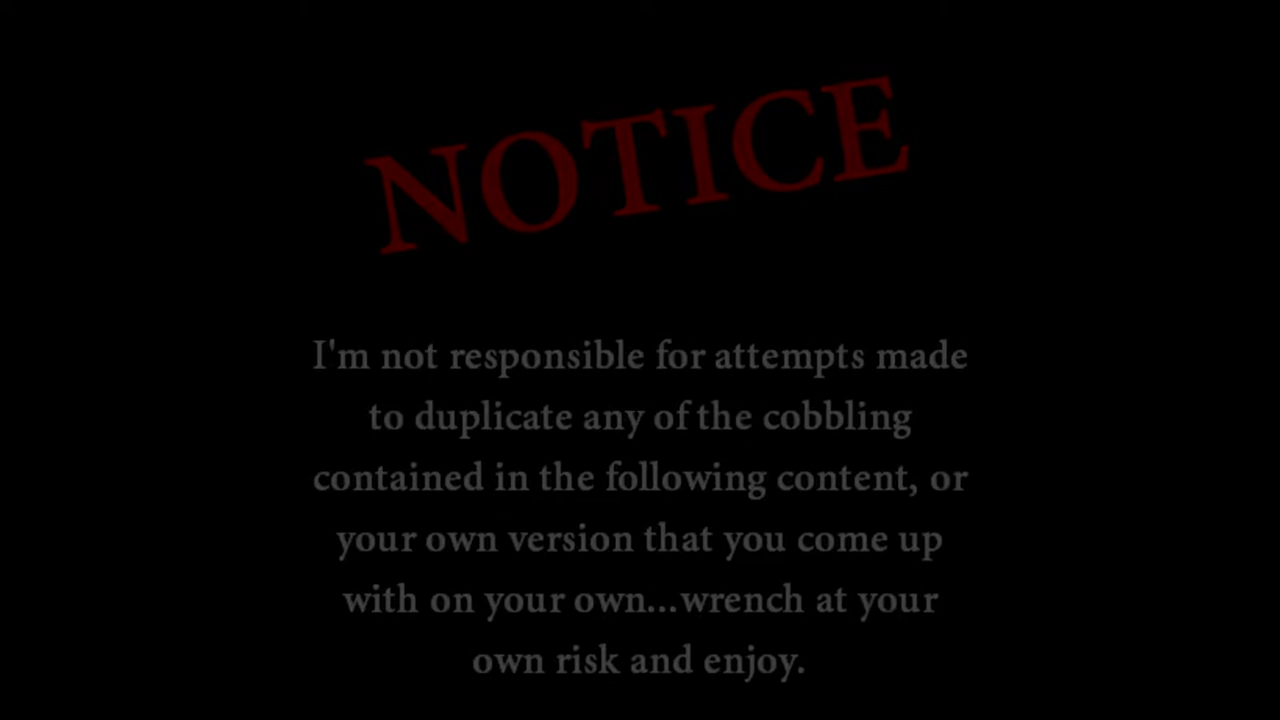 NOTICE
I'm not responsible for attempts made
to duplicate any of the cobbling
contained in the following content, or
your own version that you come up
with on your own...wrench at your
own risk and enjoy.